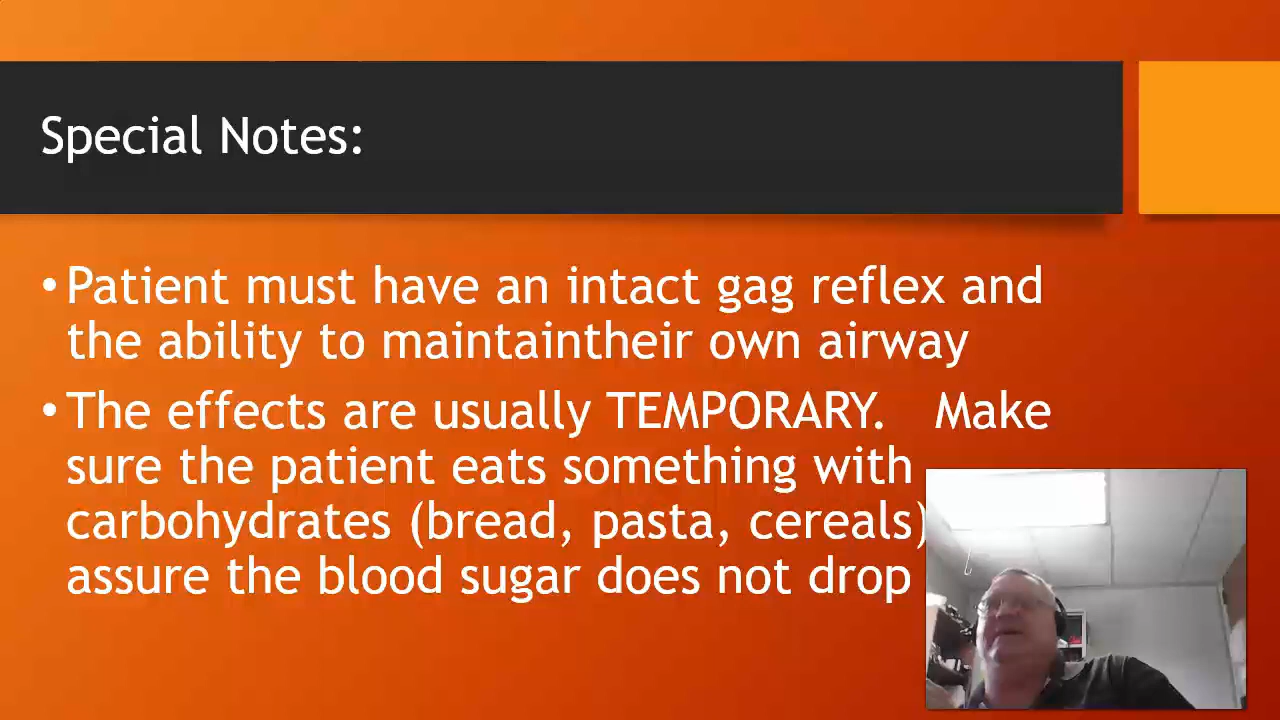 Special Notes:
• Patient must have an intact gag reflex and
the ability to maintaintheir own airway
• The effects are usually TEMPORARY. Make
sure the patient eats something with
carbohydrates (bread, pasta, cereals)
assure the blood sugar does not drop